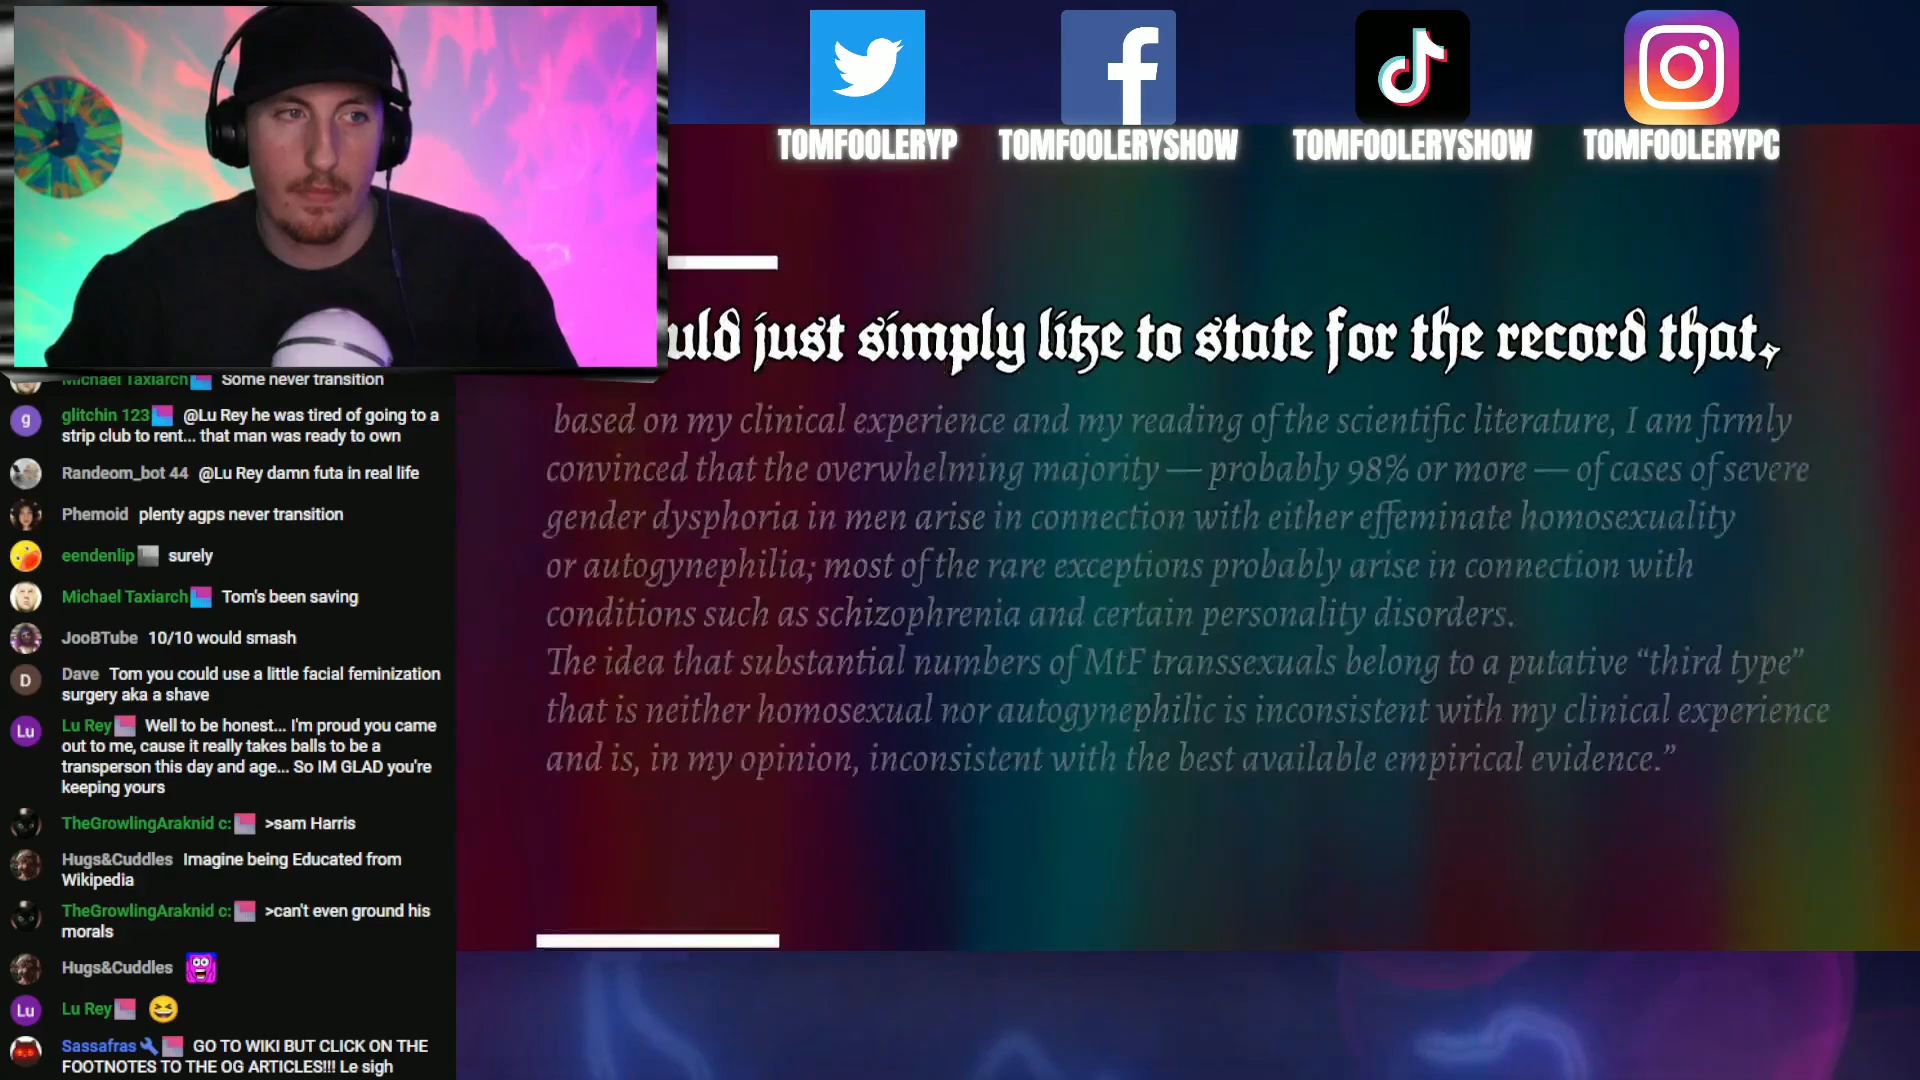 TOMFOOLERYP
TOMFOOLERYSHOW
TOMFOOLERYSHOW
TOMFOOLERYPC
uld just simply like to state for the record that,
based on my clinical experience and my reading of the scientific literature, I am firmly
convinced that the overwhelming majority — probably 98% or more — of cases of severe
gender dysphoria in men arise in connection with either effeminate homosexuality
or autogynephilia; most of the rare exceptions probably arise in connection with
conditions such as schizophrenia and certain personality disorders.
The idea that substantial numbers of MtF transsexuals belong to a putative “third type”
that is neither homosexual nor autogynephilic is inconsistent with my clinical experience
and is, in my opinion, inconsistent with the best available empirical evidence.”
Michael Taxiarch Some never transition
g
glitchin 123 @Lu Rey he was tired of going to a
strip club to rent... that man was ready to own
Randeom_bot 44 @Lu Rey damn futa in real life
Phemoid plenty agps never transition
eendenlip surely
Michael Taxiarch Tom's been saving
JooBTube 10/10 would smash
D
Dave Tom you could use a little facial feminization
surgery aka a shave
Lu
Lu Rey Well to be honest... I'm proud you came
out to me, cause it really takes balls to be a
transperson this day and age... So IM GLAD you're
keeping yours
TheGrowlingAraknid c: >sam Harris
Hugs&Cuddles Imagine being Educated from
Wikipedia
TheGrowlingAraknid c: >can't even ground his
morals
Hugs&Cuddles
Lu
Lu Rey
Sassafras GO TO WIKI BUT CLICK ON THE
FOOTNOTES TO THE OG ARTICLES!!! Le sigh